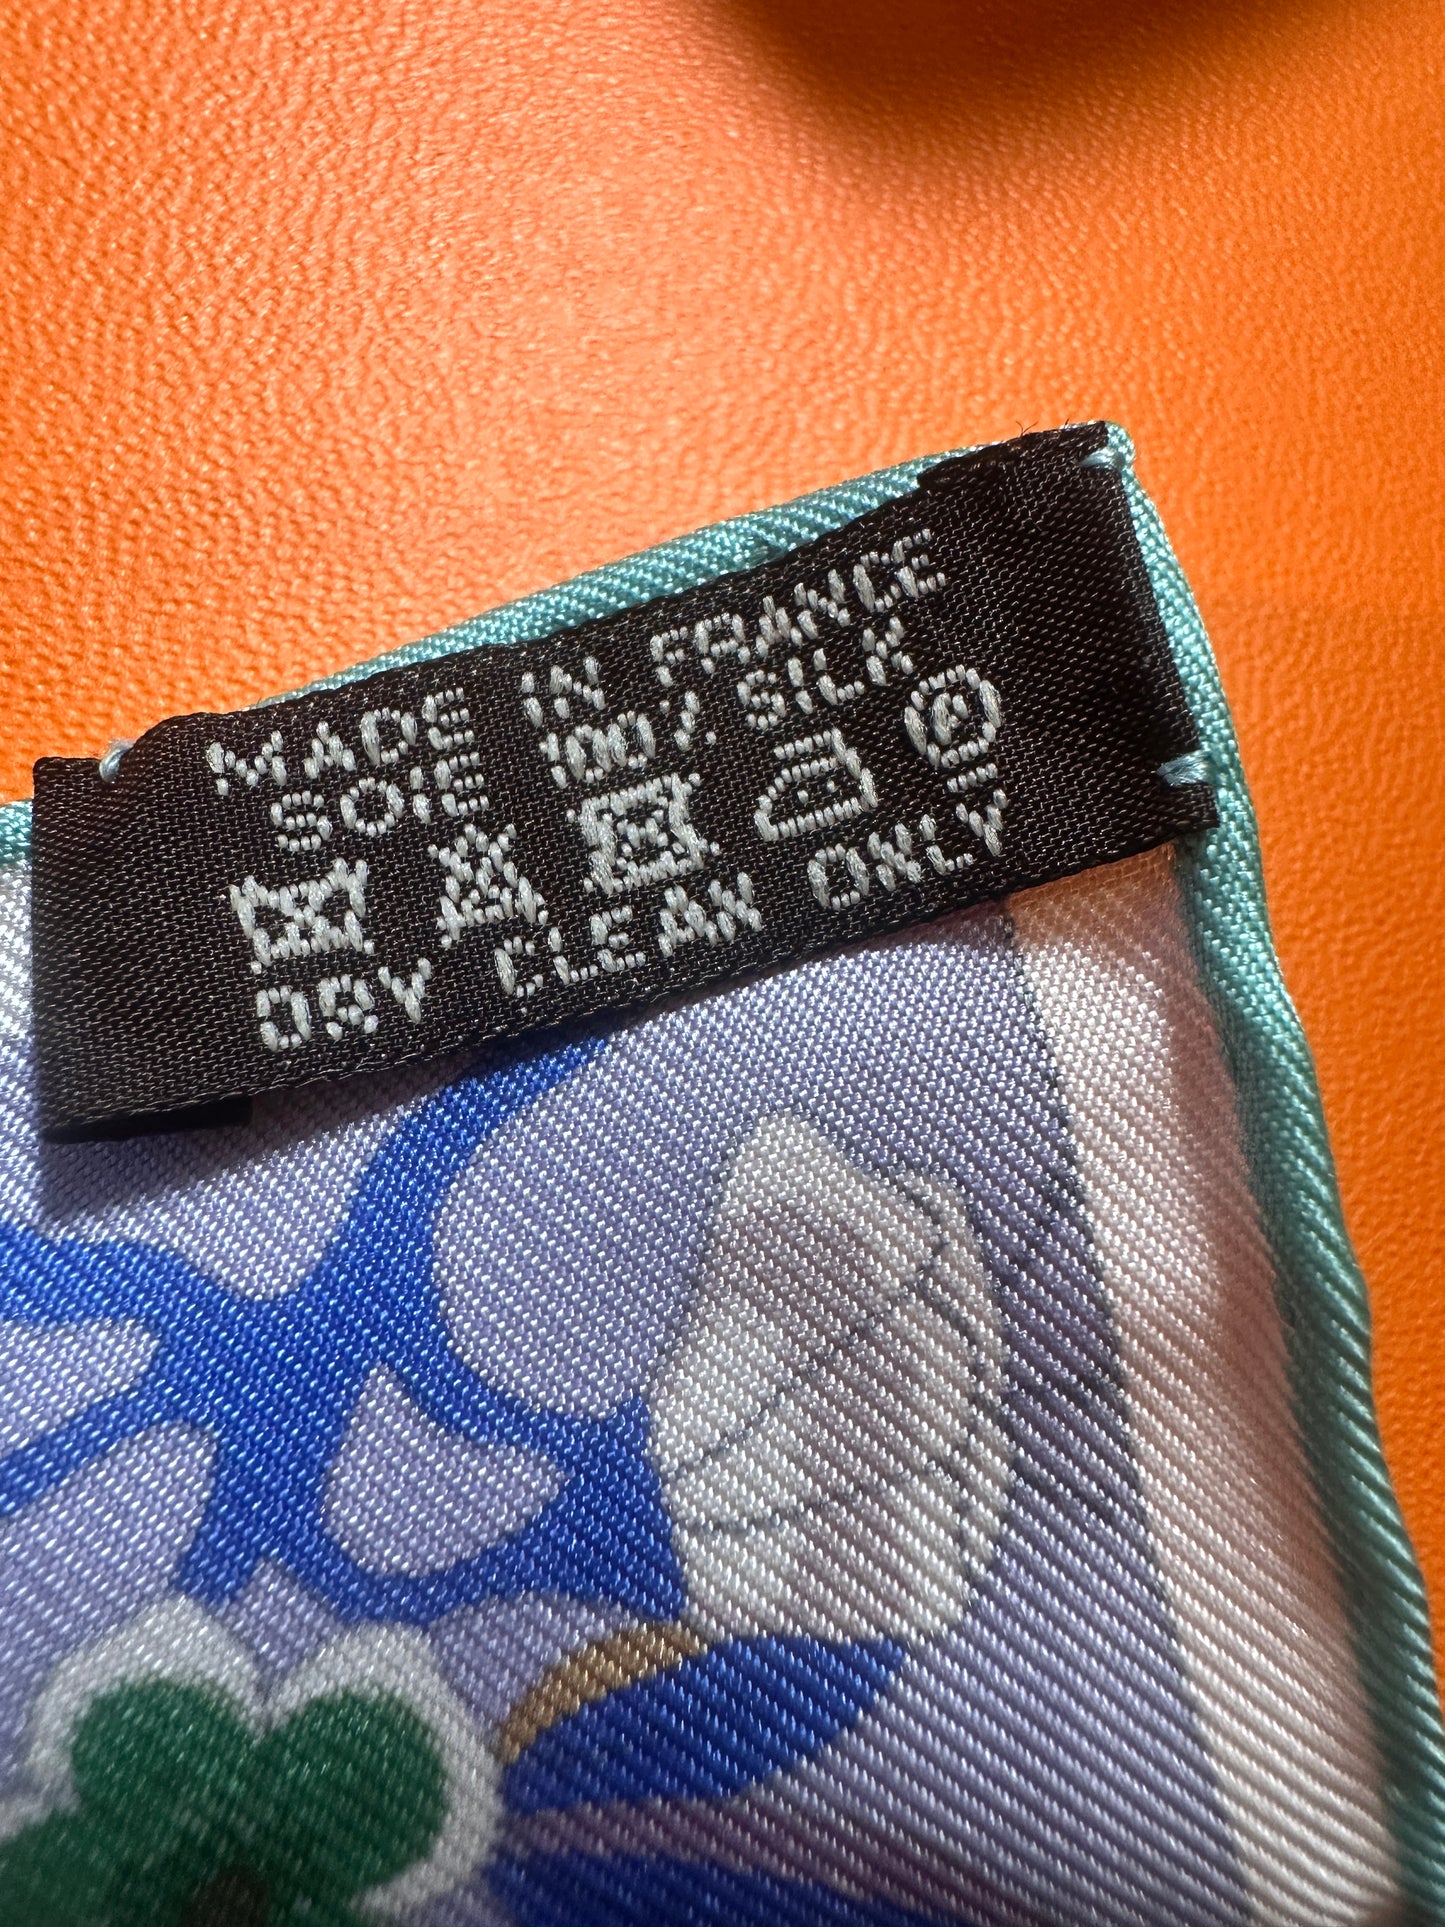 MADE IN FRANCE
SOIE 100% SILK
P
DRY CLEAN ONLY